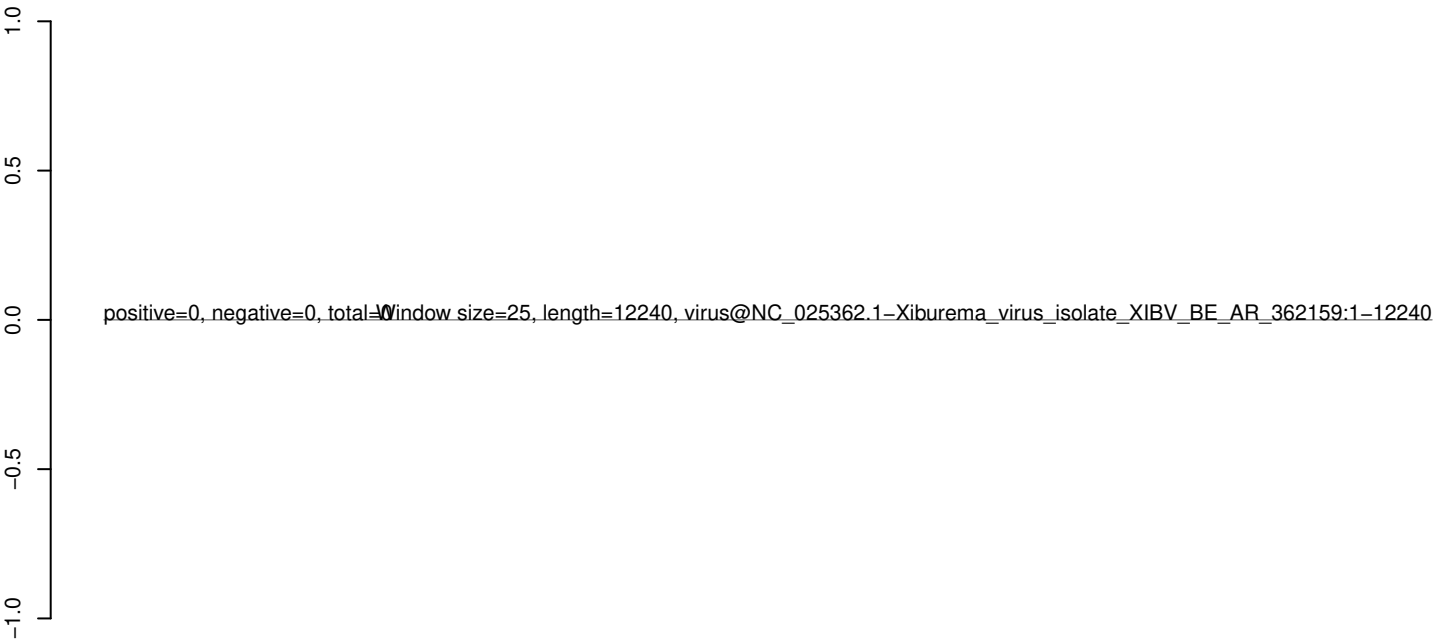 1.0
0.5
positive=0, negative=0, total=0
Window size=25, length=12240, virus@NC_025362.1−Xiburema_virus_isolate_XIBV_BE_AR_362159:1−12240
0.0
−0.5
−1.0